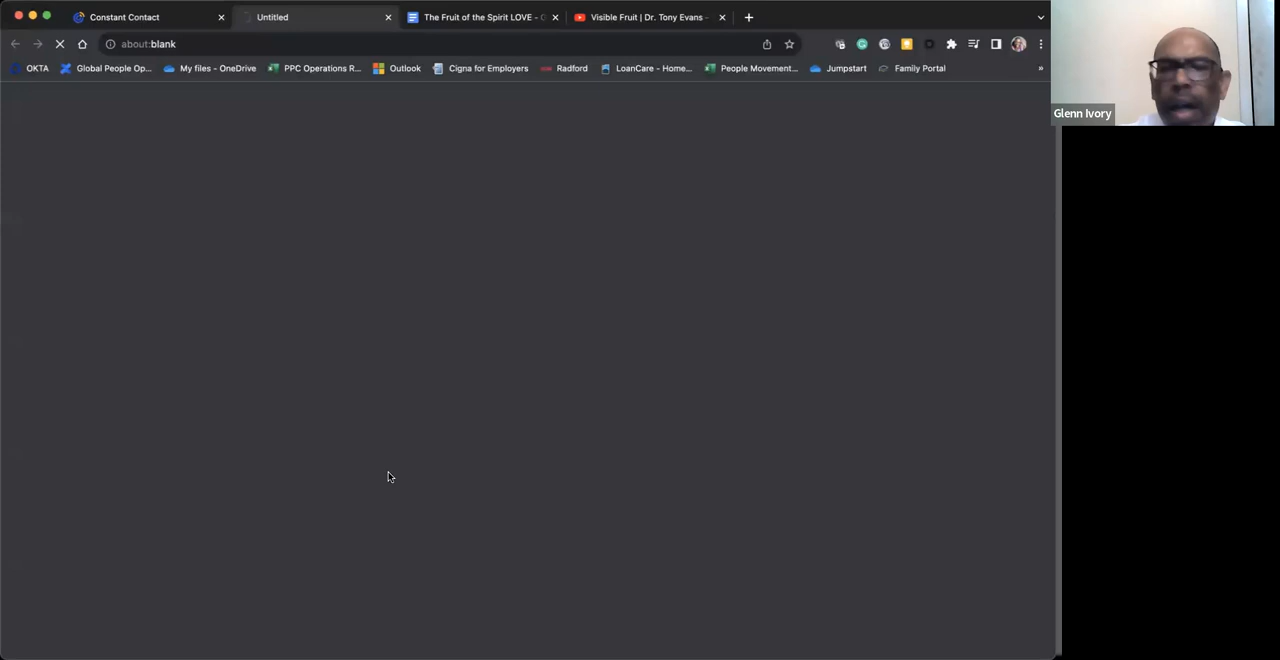 Constant Contact
Untitled
The Fruit of the Spirit LOVE -
Visible Fruit | Dr. Tony Evans -
about:blank
OKTA
Global People Op...
My files - OneDrive
PPC Operations R...
Outlook
Cigna for Employers
Radford
LoanCare - Home...
People Movement...
Jumpstart
Family Portal
»
Glenn Ivory